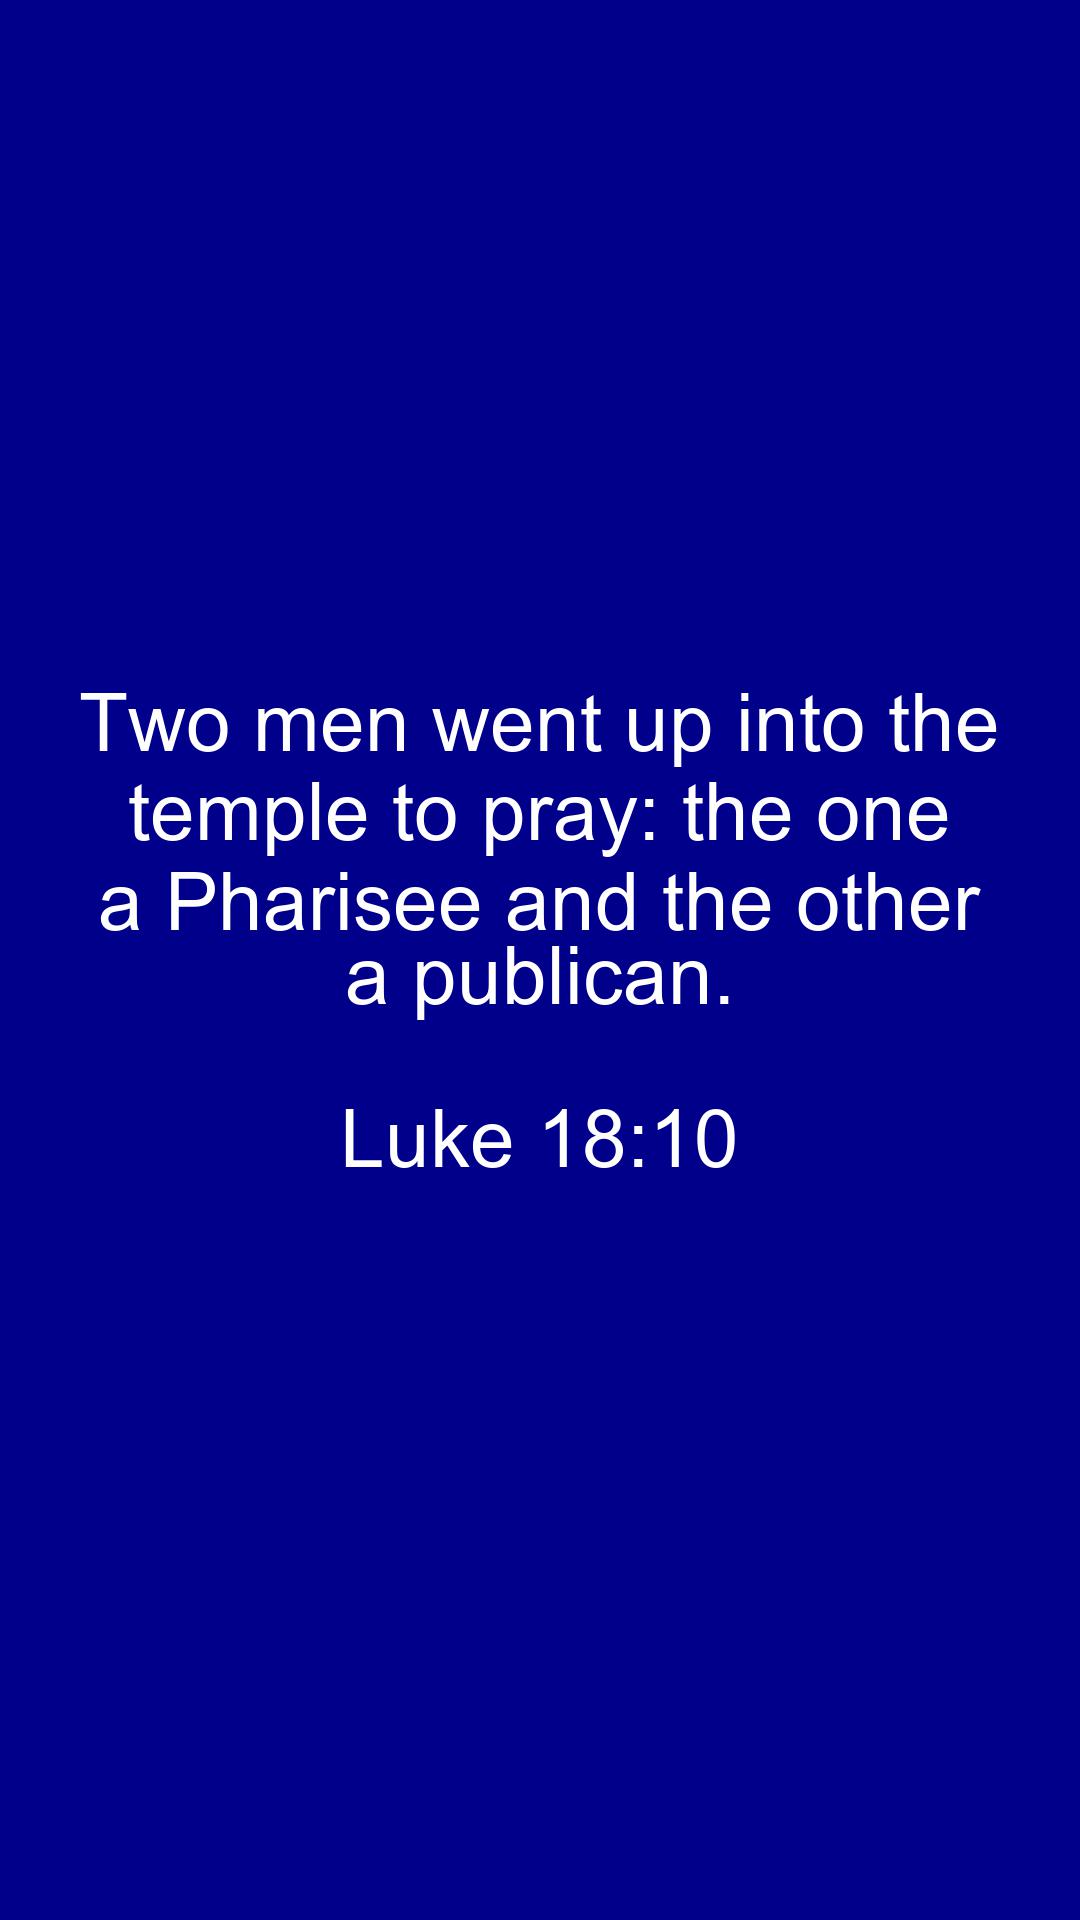 Two men went up into the
temple to pray: the one
a Pharisee and the other
a publican.
Luke 18:10